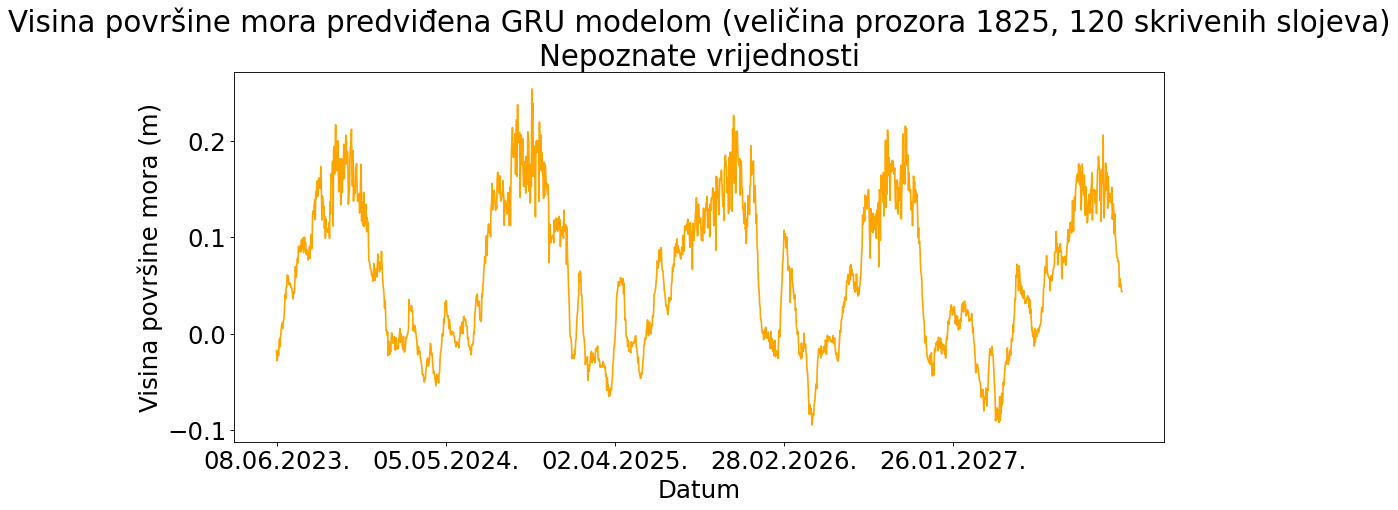 Visina površine mora predviđena GRU modelom (veličina prozora 1825, 120 skrivenih slojeva)
Nepoznate vrijednosti
Visina površine mora (m)
0.2
0.1
0.0
−0.1
08.06.2023. 05.05.2024. 02.04.2025. 28.02.2026. 26.01.2027.
Datum